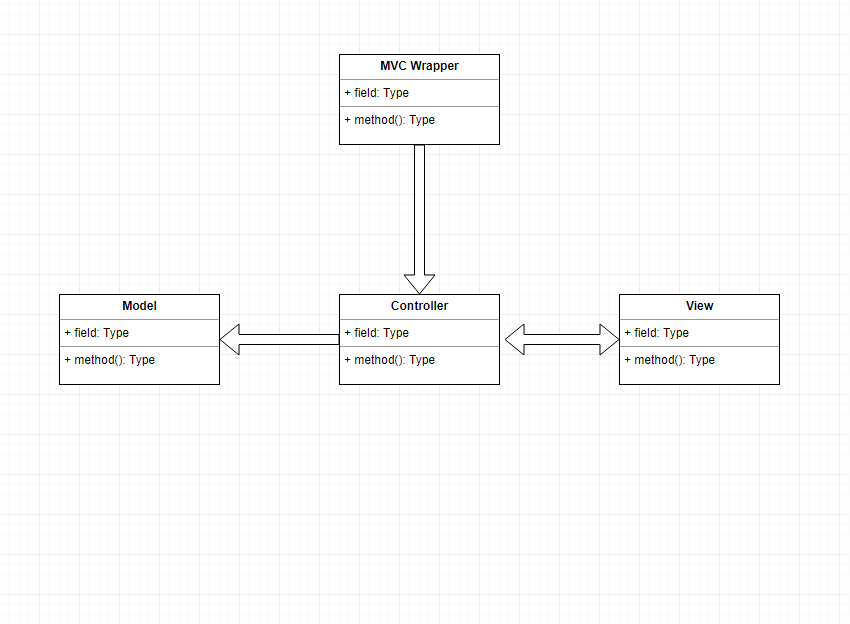 MVC Wrapper
+ field: Type
+ method(): Type
Model
+ field: Type
+ method(): Type
Controller
+ field: Type
+ method(): Type
View
+ field: Type
+ method(): Type